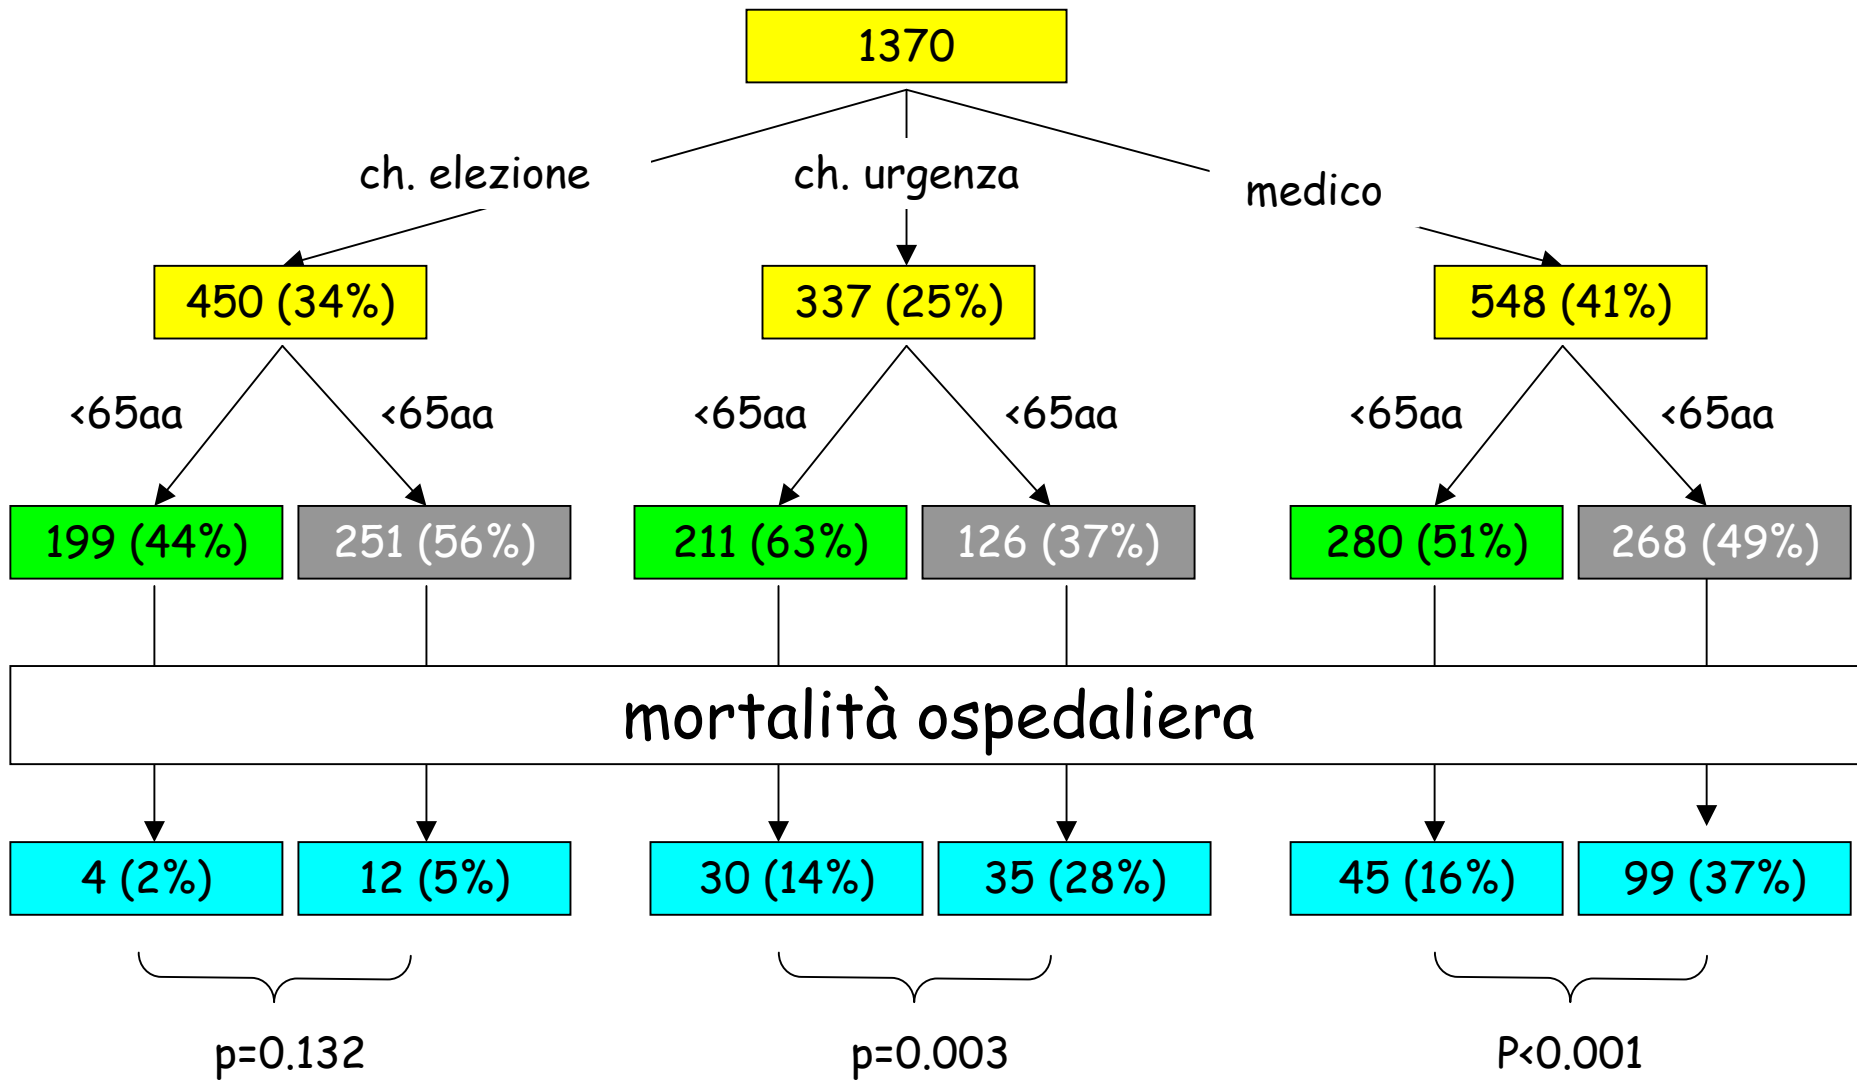 1370
ch. elezione
ch. urgenza
medico
450 (34%)
337 (25%)
548 (41%)
<65aa
<65aa
<65aa
<65aa
<65aa
<65aa
199 (44%)
251 (56%)
211 (63%)
126 (37%)
280 (51%)
268 (49%)
mortalità ospedaliera
4 (2%)
12 (5%)
30 (14%)
35 (28%)
45 (16%)
99 (37%)
p=0.132
p=0.003
P<0.001